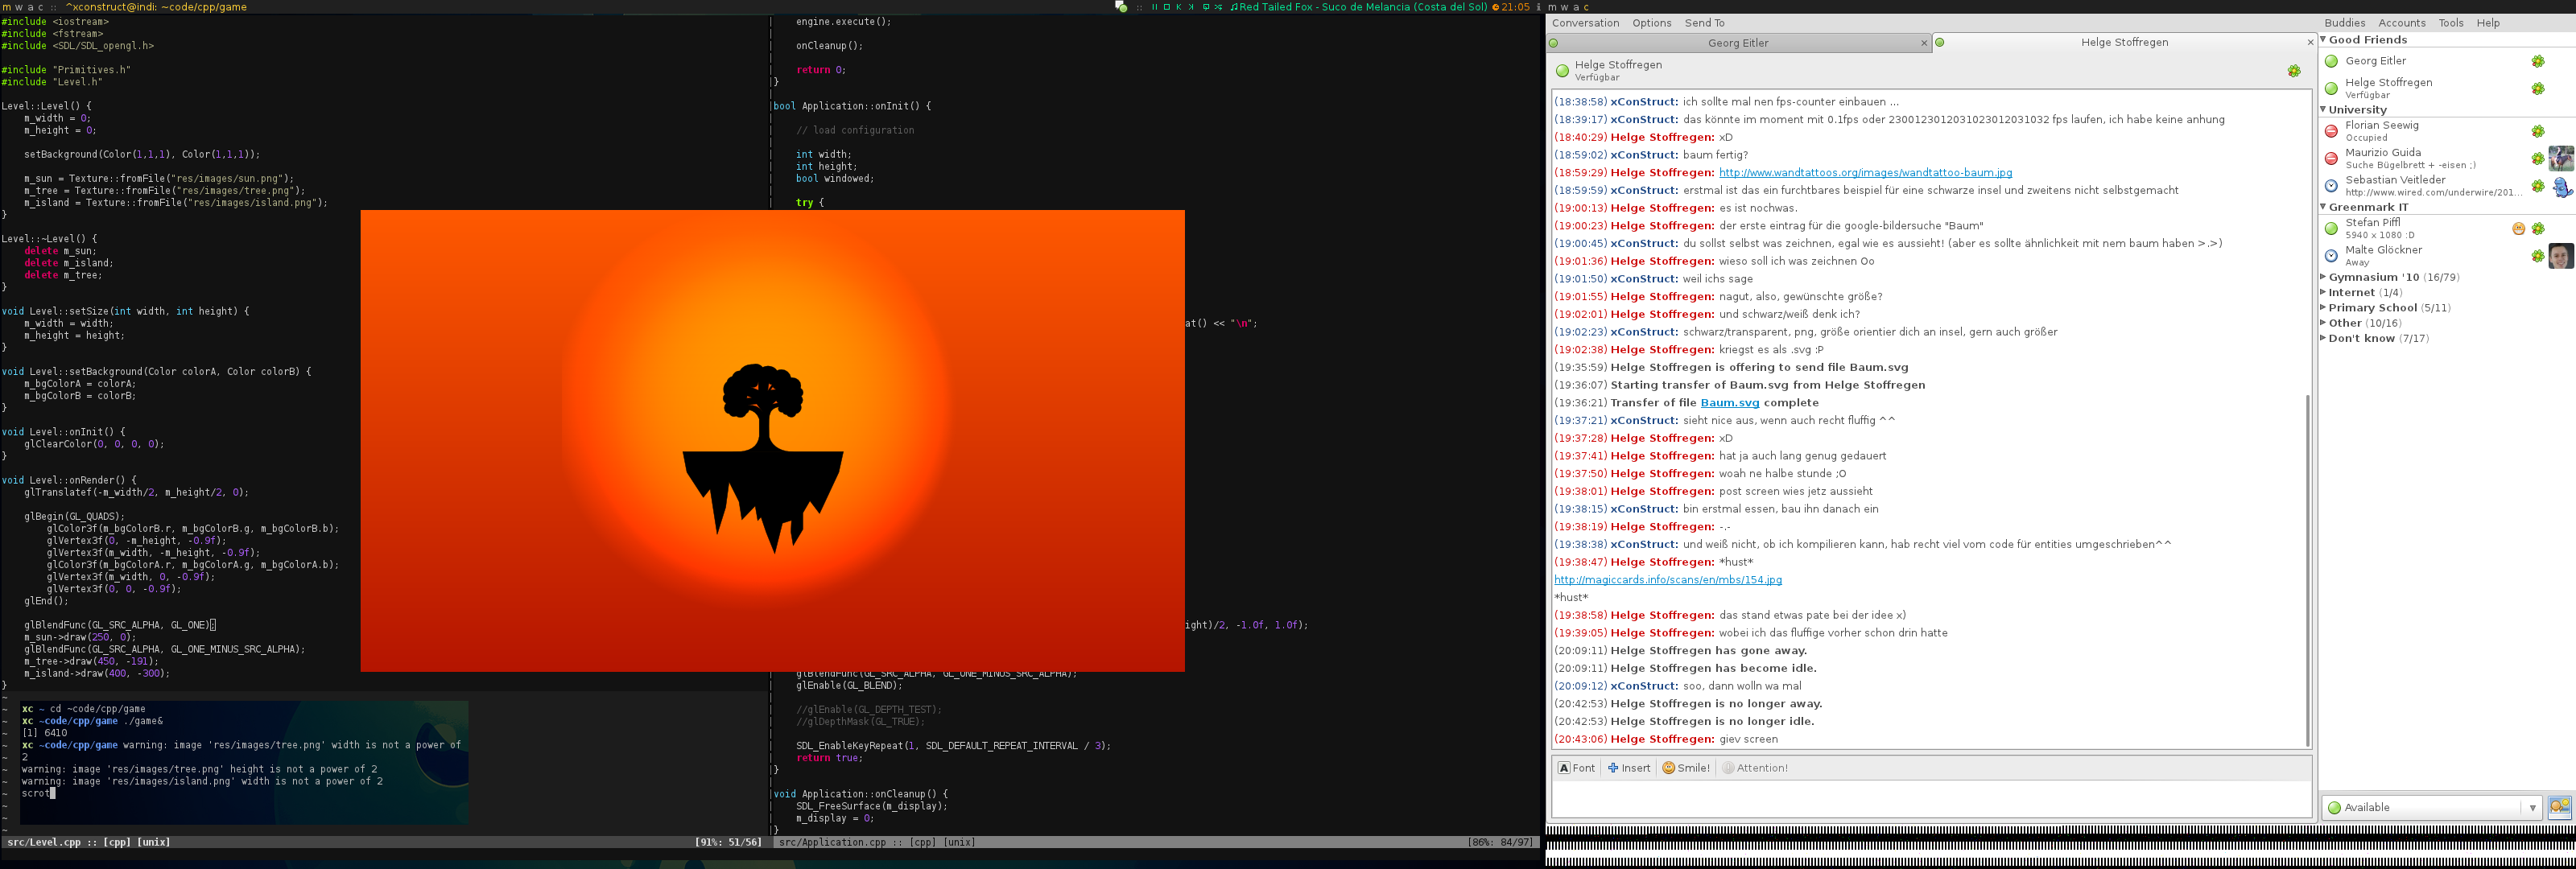 m w a c :: ^xconstruct@indi: ~code/cpp/game
:: Red Tailed Fox - Suco de Melancia (Costa del Sol) 21:05
m w a c
#include <iostream>
#include <fstream>
#include <SDL/SDL_opengl.h>
#include "Primitives.h"
#include "Level.h"
Level::Level() {
m_width = 0;
m_height = 0;
setBackground(Color(1,1,1), Color(1,1,1));
m_sun = Texture::fromFile("res/images/sun.png");
m_tree = Texture::fromFile("res/images/tree.png");
m_island = Texture::fromFile("res/images/island.png");
}
Level::~Level() {
delete m_sun;
delete m_island;
delete m_tree;
}
void Level::setSize(int width, int height) {
m_width = width;
m_height = height;
}
void Level::setBackground(Color colorA, Color colorB) {
m_bgColorA = colorA;
m_bgColorB = colorB;
}
void Level::onInit() {
glClearColor(0, 0, 0, 0);
}
void Level::onRender() {
glTranslatef(-m_width/2, m_height/2, 0);
glBegin(GL_QUADS);
glColor3f(m_bgColorB.r, m_bgColorB.g, m_bgColorB.b);
glVertex3f(0, -m_height, -0.9f);
glVertex3f(m_width, -m_height, -0.9f);
glColor3f(m_bgColorA.r, m_bgColorA.g, m_bgColorA.b);
glVertex3f(m_width, 0, -0.9f);
glVertex3f(0, 0, -0.9f);
glEnd();
glBlendFunc(GL_SRC_ALPHA, GL_ONE);
m_sun->draw(250, 0);
glBlendFunc(GL_SRC_ALPHA, GL_ONE_MINUS_SRC_ALPHA);
m_tree->draw(450, -191);
m_island->draw(400, -300);
}
xc ~ cd ~code/cpp/game
xc ~code/cpp/game ./game&
[1] 6410
xc ~code/cpp/game warning: image 'res/images/tree.png' width is not a power of
2
warning: image 'res/images/tree.png' height is not a power of 2
warning: image 'res/images/island.png' width is not a power of 2
scrot
src/Level.cpp :: [cpp] [unix] [91%: 51/56]
engine.execute();
onCleanup();
return 0;
}
bool Application::onInit() {
// load configuration
int width;
int height;
bool windowed;
try {
at() << "\n";
ight)/2, -1.0f, 1.0f);
glBlendFunc(GL_SRC_ALPHA, GL_ONE_MINUS_SRC_ALPHA);
glEnable(GL_BLEND);
//glEnable(GL_DEPTH_TEST);
//glDepthMask(GL_TRUE);
SDL_EnableKeyRepeat(1, SDL_DEFAULT_REPEAT_INTERVAL / 3);
return true;
}
void Application::onCleanup() {
SDL_FreeSurface(m_display);
m_display = 0;
}
src/Application.cpp :: [cpp] [unix] [86%: 84/97]
Conversation Options Send To
Georg Eitler
Helge Stoffregen
Helge Stoffregen
Verfügbar
(18:38:58) xConStruct: ich sollte mal nen fps-counter einbauen ...
(18:39:17) xConStruct: das könnte im moment mit 0.1fps oder 2300123012031023012031032 fps laufen, ich habe keine anhung
(18:40:29) Helge Stoffregen: xD
(18:59:02) xConStruct: baum fertig?
(18:59:29) Helge Stoffregen: http://www.wandtattoos.org/images/wandtattoo-baum.jpg
(18:59:59) xConStruct: erstmal ist das ein furchtbares beispiel für eine schwarze insel und zweitens nicht selbstgemacht
(19:00:13) Helge Stoffregen: es ist nochwas.
(19:00:23) Helge Stoffregen: der erste eintrag für die google-bildersuche "Baum"
(19:00:45) xConStruct: du sollst selbst was zeichnen, egal wie es aussieht! (aber es sollte ähnlichkeit mit nem baum haben >.>)
(19:01:36) Helge Stoffregen: wieso soll ich was zeichnen Oo
(19:01:50) xConStruct: weil ichs sage
(19:01:55) Helge Stoffregen: nagut, also, gewünschte größe?
(19:02:01) Helge Stoffregen: und schwarz/weiß denk ich?
(19:02:23) xConStruct: schwarz/transparent, png, größe orientier dich an insel, gern auch größer
(19:02:38) Helge Stoffregen: kriegst es als .svg :P
(19:35:59) Helge Stoffregen is offering to send file Baum.svg
(19:36:07) Starting transfer of Baum.svg from Helge Stoffregen
(19:36:21) Transfer of file Baum.svg complete
(19:37:21) xConStruct: sieht nice aus, wenn auch recht fluffig ^^
(19:37:28) Helge Stoffregen: xD
(19:37:41) Helge Stoffregen: hat ja auch lang genug gedauert
(19:37:50) Helge Stoffregen: woah ne halbe stunde ;O
(19:38:01) Helge Stoffregen: post screen wies jetz aussieht
(19:38:15) xConStruct: bin erstmal essen, bau ihn danach ein
(19:38:19) Helge Stoffregen: -.-
(19:38:38) xConStruct: und weiß nicht, ob ich kompilieren kann, hab recht viel vom code für entities umgeschrieben^^
(19:38:47) Helge Stoffregen: *hust*
http://magiccards.info/scans/en/mbs/154.jpg
*hust*
(19:38:58) Helge Stoffregen: das stand etwas pate bei der idee x)
(19:39:05) Helge Stoffregen: wobei ich das fluffige vorher schon drin hatte
(20:09:11) Helge Stoffregen has gone away.
(20:09:11) Helge Stoffregen has become idle.
(20:09:12) xConStruct: soo, dann wolln wa mal
(20:42:53) Helge Stoffregen is no longer away.
(20:42:53) Helge Stoffregen is no longer idle.
(20:43:06) Helge Stoffregen: giev screen
Font Insert Smile! Attention!
Buddies Accounts Tools Help
Good Friends
Georg Eitler
Helge Stoffregen
Verfügbar
University
Florian Seewig
Occupied
Maurizio Guida
Suche Bügelbrett + -eisen ;)
Sebastian Veitleder
http://www.wired.com/underwire/201...
Greenmark IT
Stefan Piffl
5940 x 1080 ;D
Malte Glöckner
Away
Gymnasium '10 (16/79)
Internet (1/4)
Primary School (5/11)
Other (10/16)
Don't know (7/17)
Available